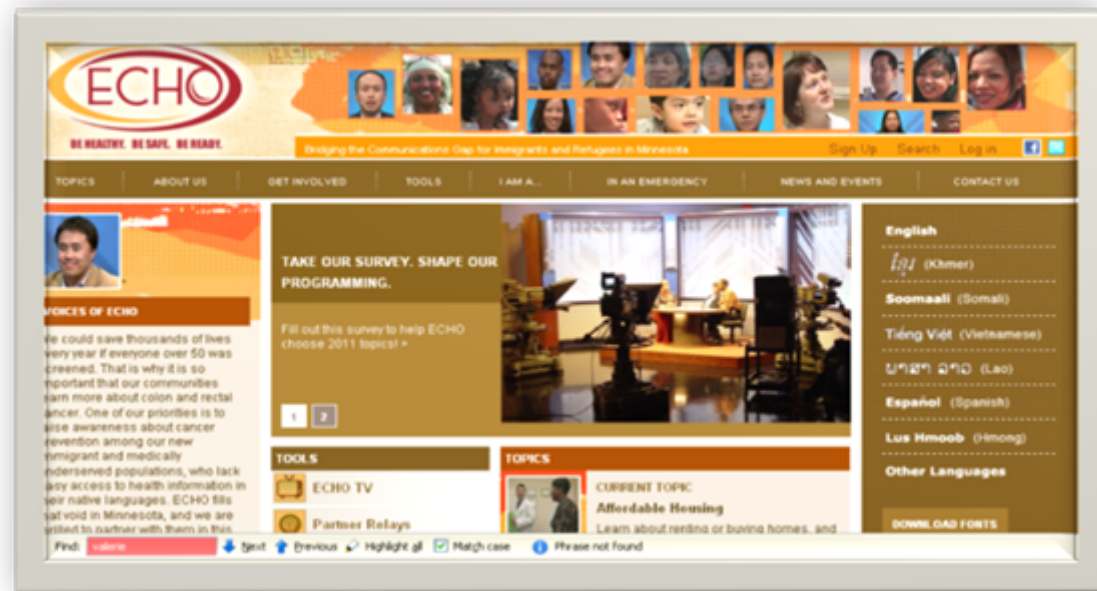 ECHO
BE HEALTHY. BE SAFE. BE READY.
Bridging the Communications Gap for Immigrants and Refugees in Minnesota
Sign Up Search Log in
TOPICS ABOUT US GET INVOLVED TOOLS I AM A... IN AN EMERGENCY NEWS AND EVENTS CONTACT US
VOICES OF ECHO
We could save thousands of lives
every year if everyone over 50 was
screened. That is why it is so
important that our communities
learn more about colon and rectal
cancer. One of our priorities is to
raise awareness about cancer
prevention among our new
immigrant and medically
underserved populations, who lack
easy access to health information in
their native languages. ECHO fills
that void in Minnesota, and we are
thrilled to partner with them in this
TAKE OUR SURVEY. SHAPE OUR
PROGRAMMING.
Fill out this survey to help ECHO
choose 2011 topics! >
1 2
TOOLS
ECHO TV
Partner Relays
TOPICS
CURRENT TOPIC
Affordable Housing
Learn about renting or buying homes, and
English
ខ្មែរ (Khmer)
Soomaali (Somali)
Tiếng Việt (Vietnamese)
ພາສາ ລາວ (Lao)
Español (Spanish)
Lus Hmoob (Hmong)
Other Languages
DOWNLOAD FONTS
Find: valerie Next Previous Highlight all Match case Phrase not found